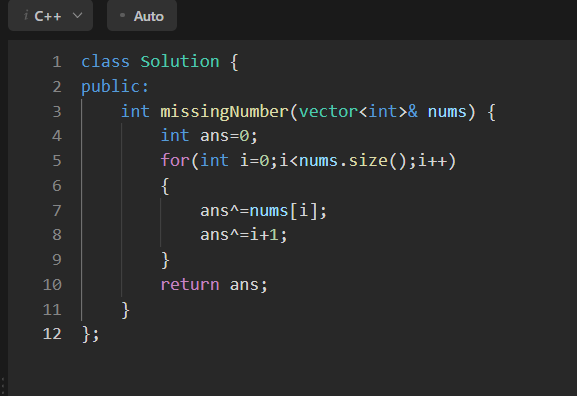 i C++ Auto
1 class Solution {
2 public:
3     int missingNumber(vector<int>& nums) {
4         int ans=0;
5         for(int i=0;i<nums.size();i++)
6         {
7             ans^=nums[i];
8             ans^=i+1;
9         }
10         return ans;
11     }
12 };